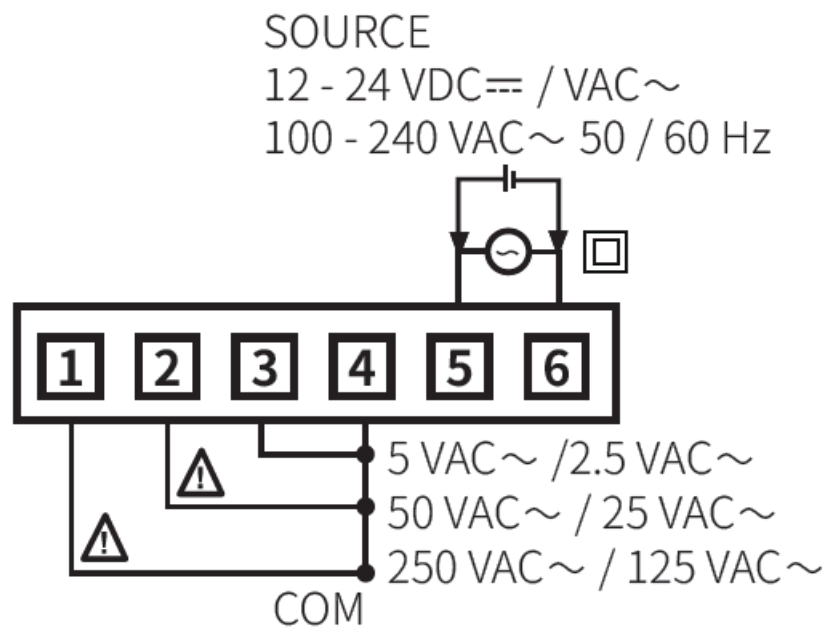 SOURCE
12 - 24 VDC⎓ / VAC～
100 - 240 VAC～ 50 / 60 Hz
1 2 3 4 5 6
5 VAC～ /2.5 VAC～
!
50 VAC～ / 25 VAC～
!
250 VAC～ / 125 VAC～
COM